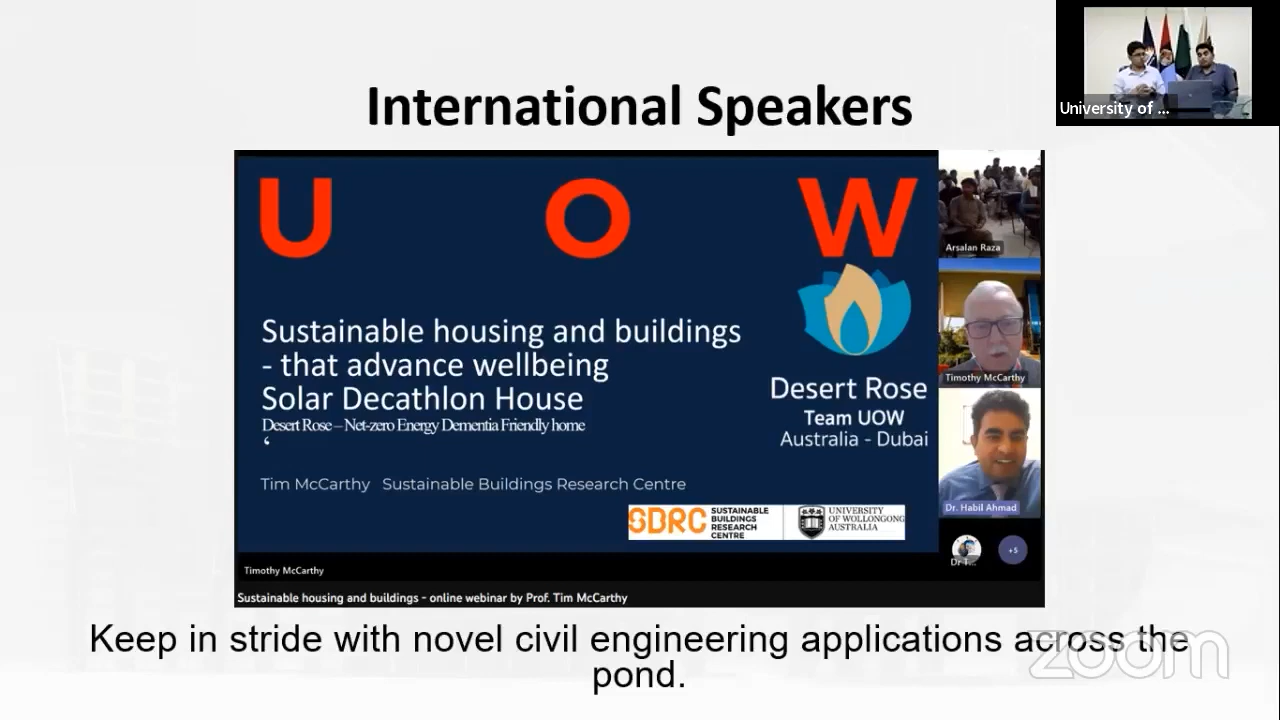 International Speakers
University of ...
U O W
Sustainable housing and buildings
- that advance wellbeing
Solar Decathlon House
Desert Rose – Net-zero Energy Dementia Friendly home
‘
Tim McCarthy Sustainable Buildings Research Centre
Desert Rose
Team UOW
Australia - Dubai
SBRC
SUSTAINABLE
BUILDINGS
RESEARCH
CENTRE
UNIVERSITY
OF WOLLONGONG
AUSTRALIA
Arsalan Raza
Timothy McCarthy
Dr. Habil Ahmad
+5
Timothy McCarthy
Sustainable housing and buildings - online webinar by Prof. Tim McCarthy
Keep in stride with novel civil engineering applications across the
pond.
zoom